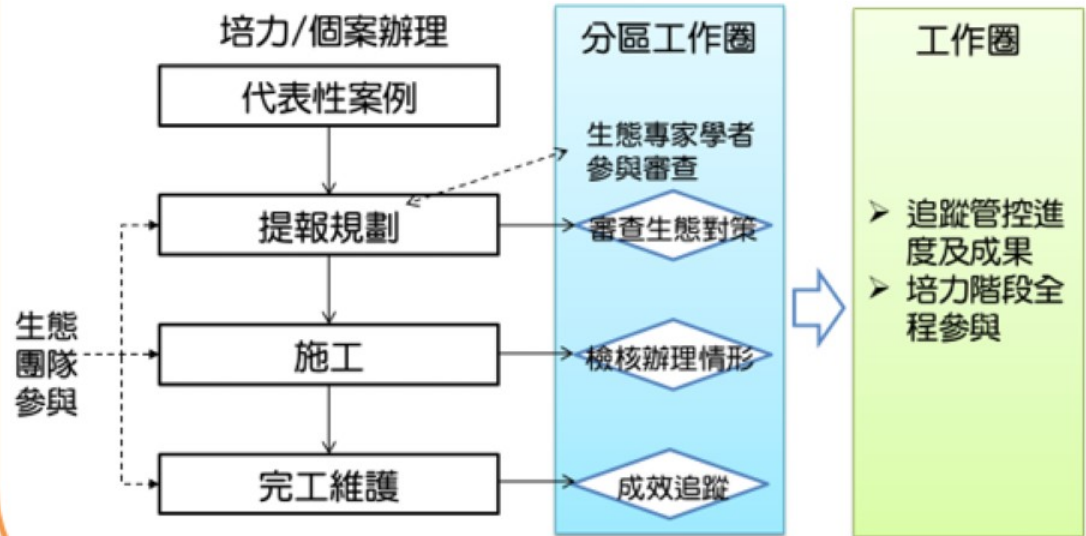 培力/個案辦理
代表性案例
提報規劃
施工
完工維護
生態
團隊
參與
分區工作圈
生態專家學者
參與審查
審查生態對策
檢核辦理情形
成效追蹤
工作圈
➢ 追蹤管控進
度及成果
➢ 培力階段全
程參與